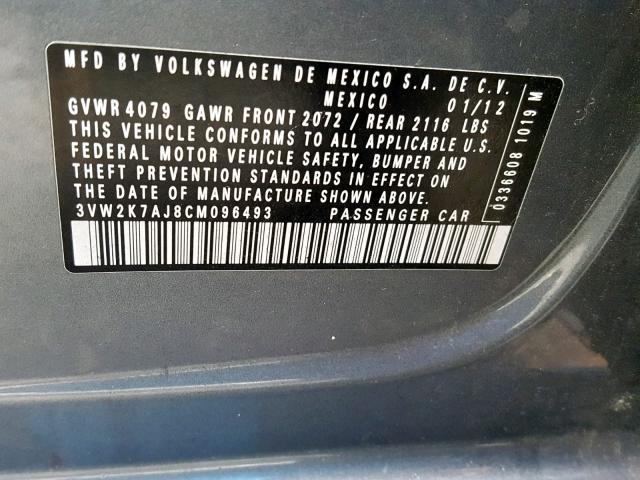 MFD BY VOLKSWAGEN DE MEXICO S.A. DE C.V.
MEXICO 01/12
GVWR 4079 GAWR FRONT 2072 / REAR 2116 LBS
THIS VEHICLE CONFORMS TO ALL APPLICABLE U.S.
FEDERAL MOTOR VEHICLE SAFETY, BUMPER AND
THEFT PREVENTION STANDARDS IN EFFECT ON
THE DATE OF MANUFACTURE SHOWN ABOVE.
3VW2K7AJ8CM096493 PASSENGER CAR
0336608 1019 M